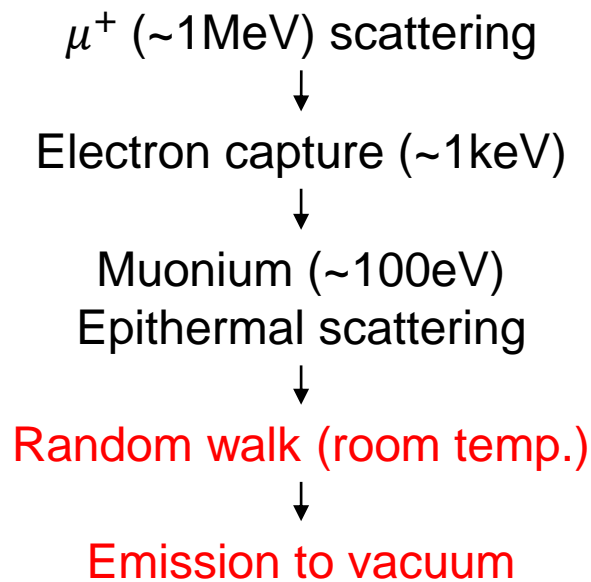 μ⁺ (~1MeV) scattering
↓
Electron capture (~1keV)
↓
Muonium (~100eV)
Epithermal scattering
↓
Random walk (room temp.)
↓
Emission to vacuum